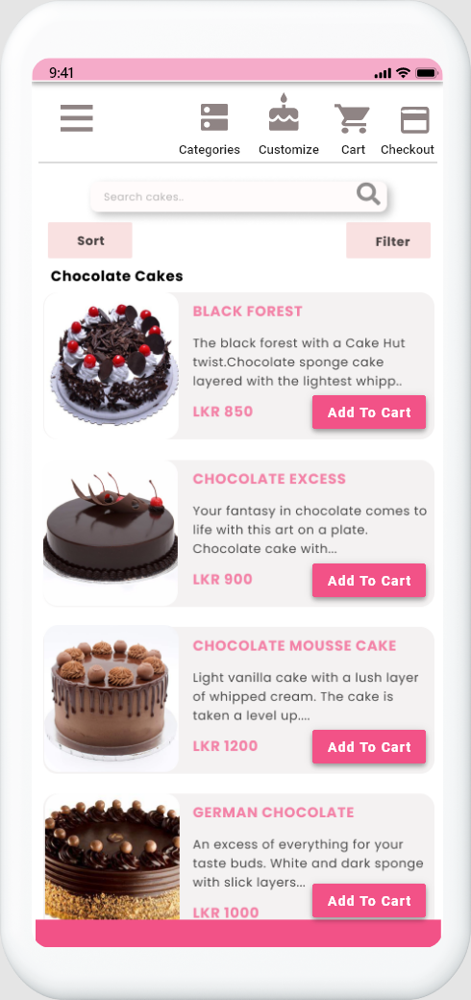 9:41
Categories Customize Cart Checkout
Search cakes..
Sort Filter
Chocolate Cakes
BLACK FOREST
The black forest with a Cake Hut
twist.Chocolate sponge cake
layered with the lightest whipp..
LKR 850 Add To Cart
CHOCOLATE EXCESS
Your fantasy in chocolate comes to
life with this art on a plate.
Chocolate cake with...
LKR 900 Add To Cart
CHOCOLATE MOUSSE CAKE
Light vanilla cake with a lush layer
of whipped cream. The cake is
taken a level up....
LKR 1200 Add To Cart
GERMAN CHOCOLATE
An excess of everything for your
taste buds. White and dark sponge
with slick layers...
LKR 1000 Add To Cart